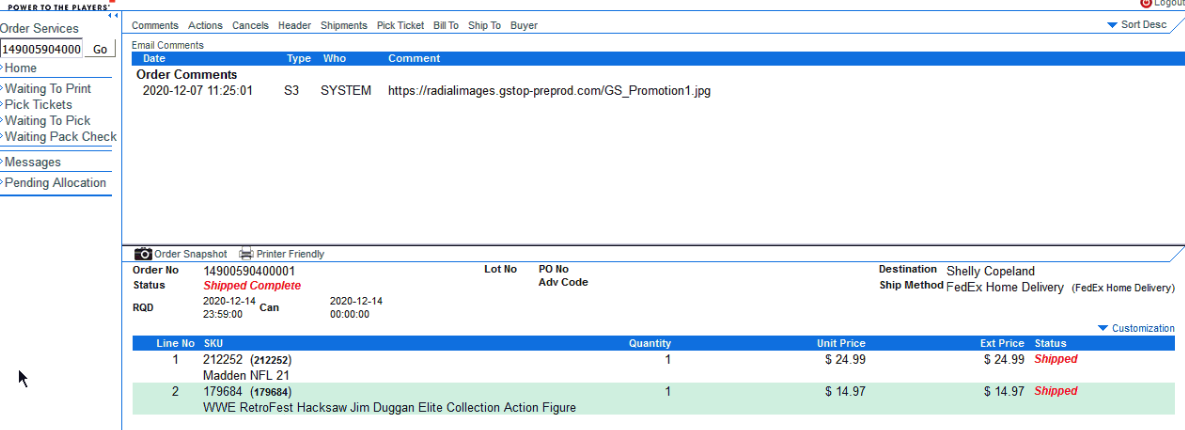 POWER TO THE PLAYERS'
Logout
Order Services
149005904000 Go
Home
Waiting To Print
Pick Tickets
Waiting To Pick
Waiting Pack Check
Messages
Pending Allocation
Comments Actions Cancels Header Shipments Pick Ticket Bill To Ship To Buyer Sort Desc
Email Comments
Date Type Who Comment
Order Comments
2020-12-07 11:25:01 S3 SYSTEM https://radialimages.gstop-preprod.com/GS_Promotion1.jpg
Order Snapshot Printer Friendly
Order No 14900590400001 Lot No PO No Destination Shelly Copeland
Status Shipped Complete Adv Code Ship Method FedEx Home Delivery (FedEx Home Delivery)
RQD 2020-12-14 23:59:00 Can 2020-12-14 00:00:00
Customization
Line No SKU Quantity Unit Price Ext Price Status
1 212252 (212252) 1 $ 24.99 $ 24.99 Shipped
Madden NFL 21
2 179684 (179684) 1 $ 14.97 $ 14.97 Shipped
WWE RetroFest Hacksaw Jim Duggan Elite Collection Action Figure